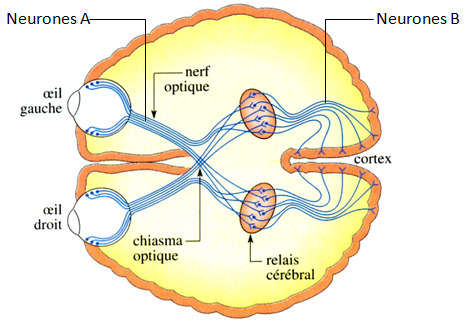 Neurones A
Neurones B
nerf
optique
œil
gauche
cortex
œil
droit
chiasma
optique
relais
cérébral